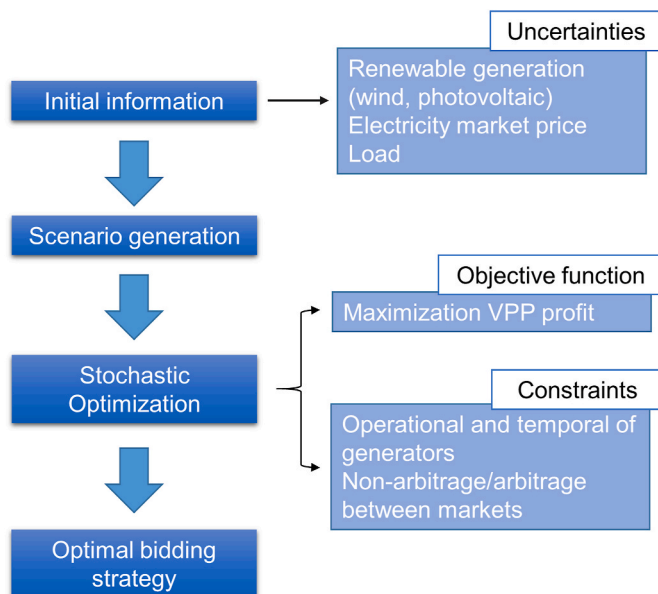 Uncertainties
Renewable generation
(wind, photovoltaic)
Electricity market price
Load
Initial information
Scenario generation
Objective function
Maximization VPP profit
Stochastic
Optimization
Constraints
Operational and temporal of
generators
Non-arbitrage/arbitrage
between markets
Optimal bidding
strategy